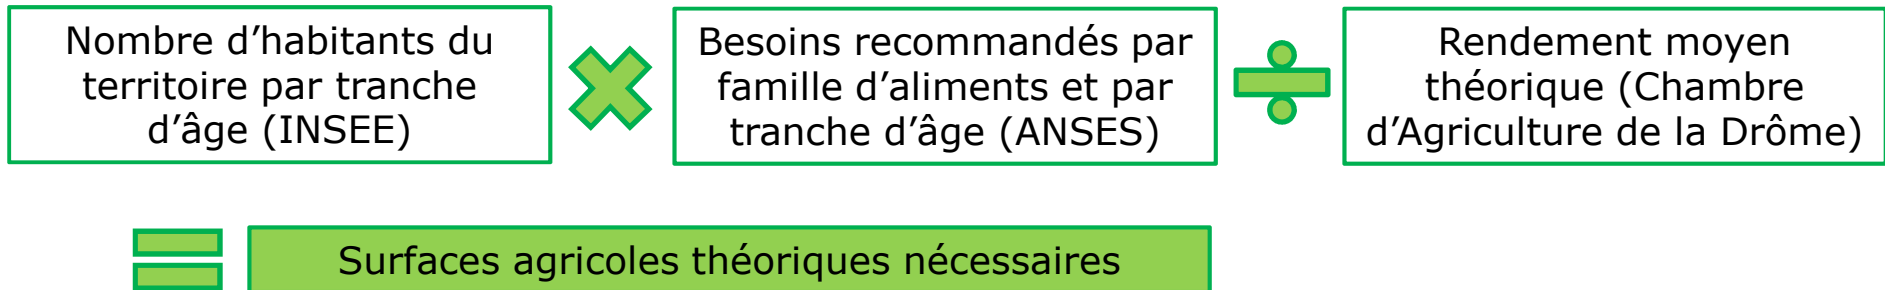 Nombre d’habitants du
territoire par tranche
d’âge (INSEE)
Besoins recommandés par
famille d’aliments et par
tranche d’âge (ANSES)
Rendement moyen
théorique (Chambre
d’Agriculture de la Drôme)
Surfaces agricoles théoriques nécessaires